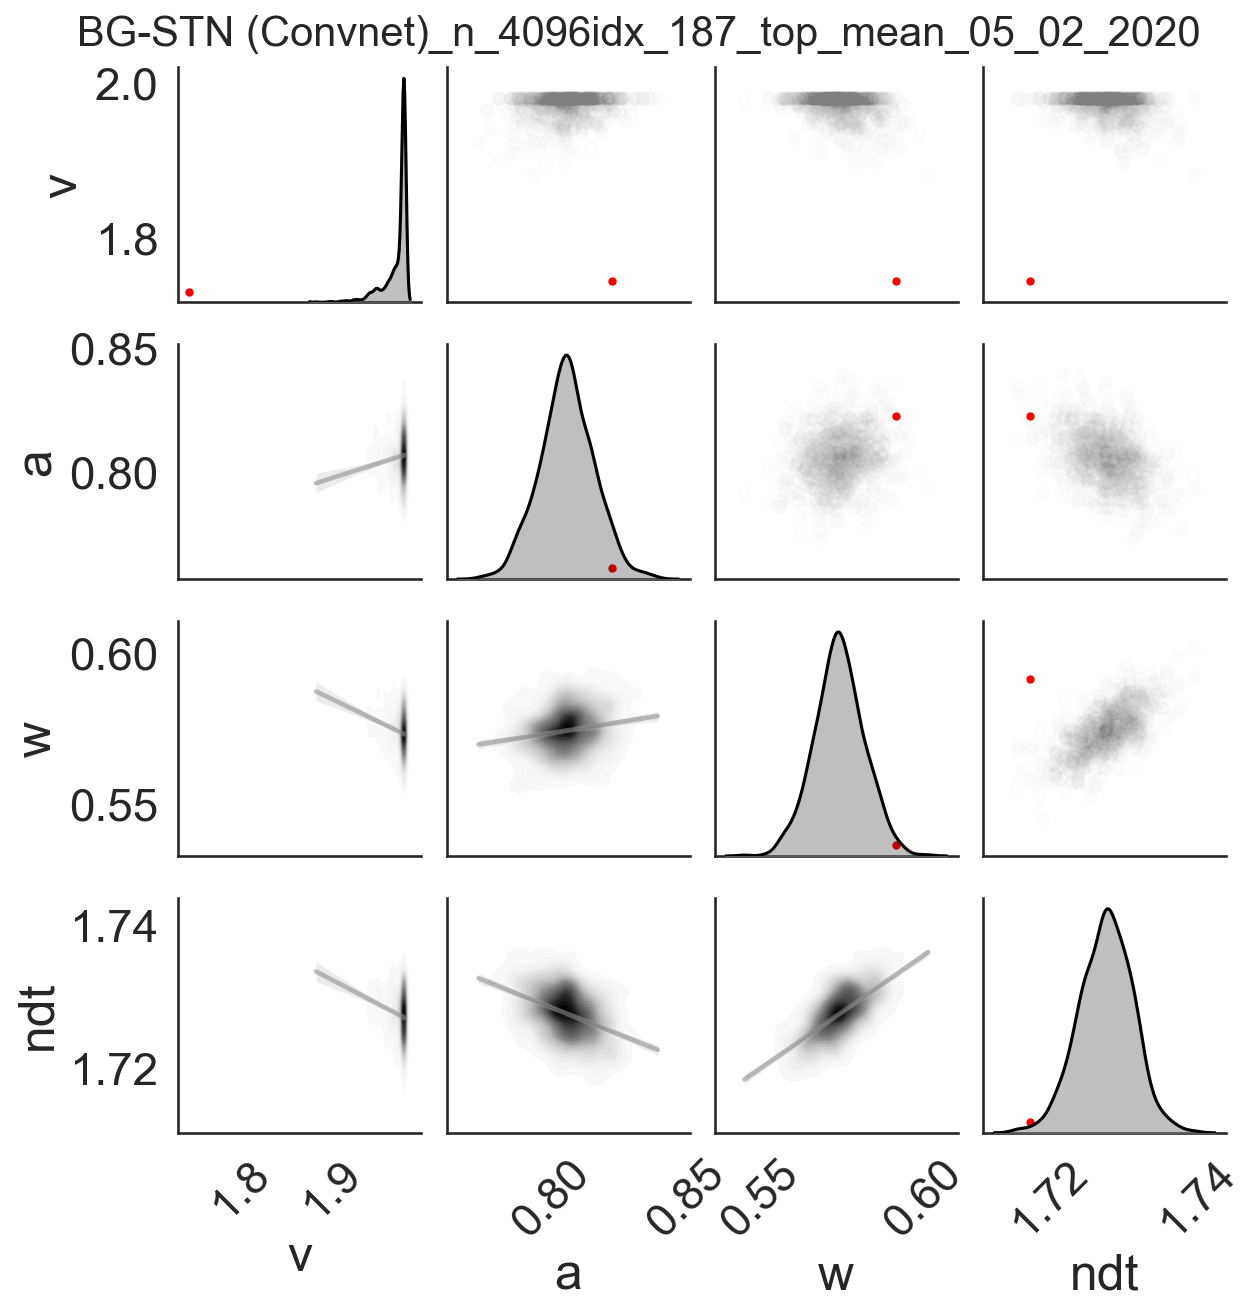 BG-STN (Convnet)_n_4096idx_187_top_mean_05_02_2020
2.0
v
1.8
0.85
a
0.80
0.60
w
0.55
1.74
ndt
1.72
1.8 1.9 0.80 0.85 0.55 0.60 1.72 1.74
v a w ndt